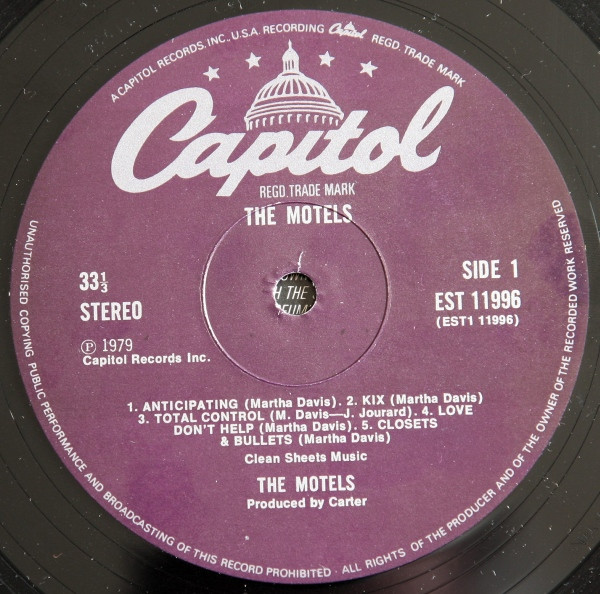 A CAPITOL RECORDS, INC., U.S.A. RECORDING Capitol REGD. TRADE MARK
Capitol
REGD. TRADE MARK
THE MOTELS
33⅓
STEREO
SIDE 1
EST 11996
(EST1 11996)
Ⓟ 1979
Capitol Records Inc.
THE
1. ANTICIPATING (Martha Davis). 2. KIX (Martha Davis)
3. TOTAL CONTROL (M. Davis—J. Jourard). 4. LOVE
DON'T HELP (Martha Davis). 5. CLOSETS
& BULLETS (Martha Davis)
Clean Sheets Music
THE MOTELS
Produced by Carter
UNAUTHORISED COPYING PUBLIC PERFORMANCE AND BROADCASTING OF THIS RECORD PROHIBITED · ALL RIGHTS OF THE PRODUCER AND OF THE OWNER OF THE RECORDED WORK RESERVED